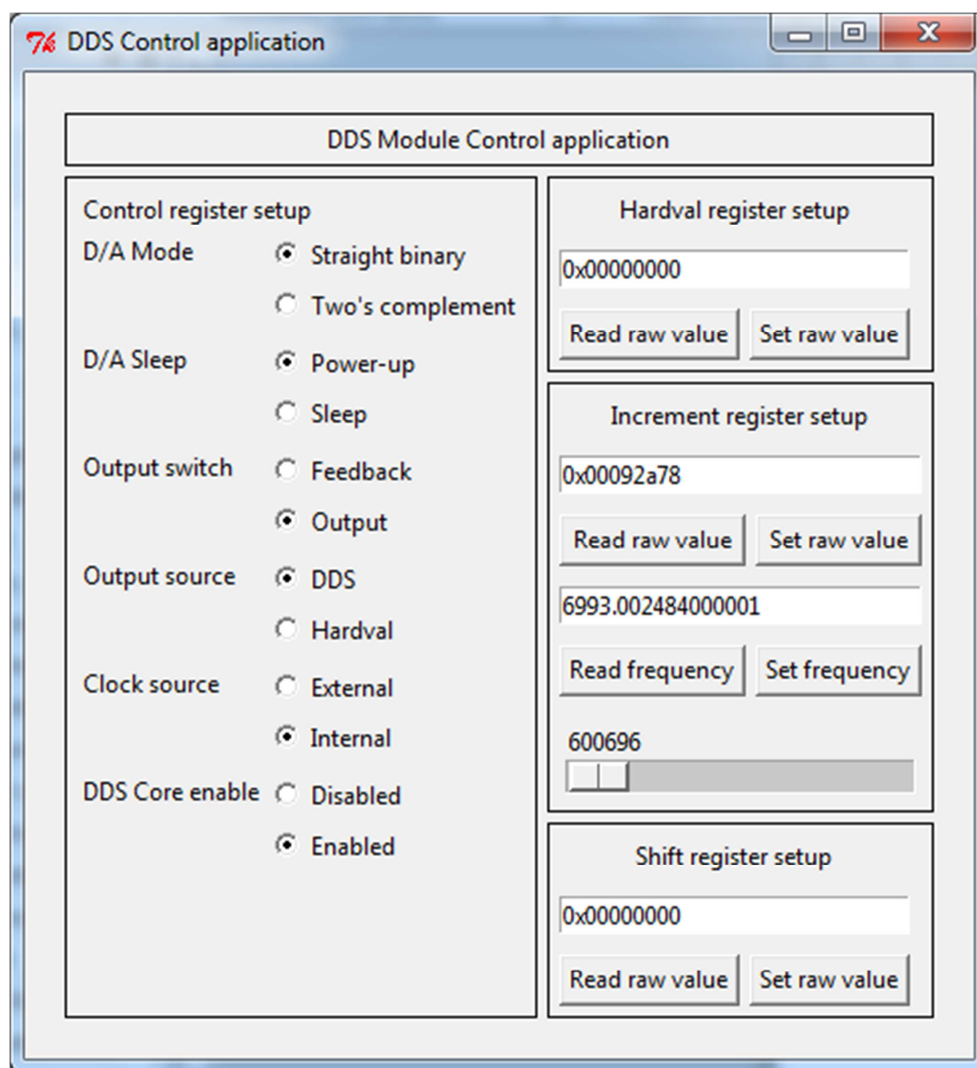 DDS Control application
DDS Module Control application
Control register setup
D/A Mode
Straight binary
Two's complement
D/A Sleep
Power-up
Sleep
Output switch
Feedback
Output
Output source
DDS
Hardval
Clock source
External
Internal
DDS Core enable
Disabled
Enabled
Hardval register setup
0x00000000
Read raw value
Set raw value
Increment register setup
0x00092a78
Read raw value
Set raw value
6993.002484000001
Read frequency
Set frequency
600696
Shift register setup
0x00000000
Read raw value
Set raw value